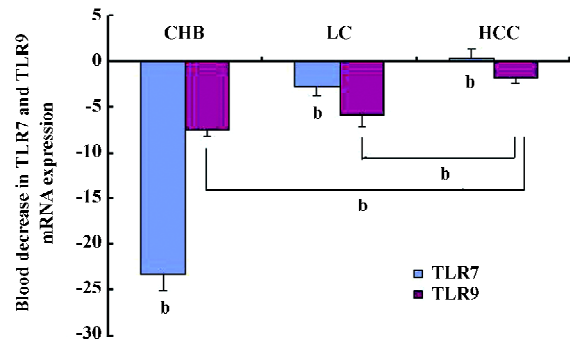 CHB LC HCC
5
0
-5
-10
-15
-20
-25
-30
Blood decrease in TLR7 and TLR9
mRNA expression
b
b
b
b
b
TLR7
TLR9